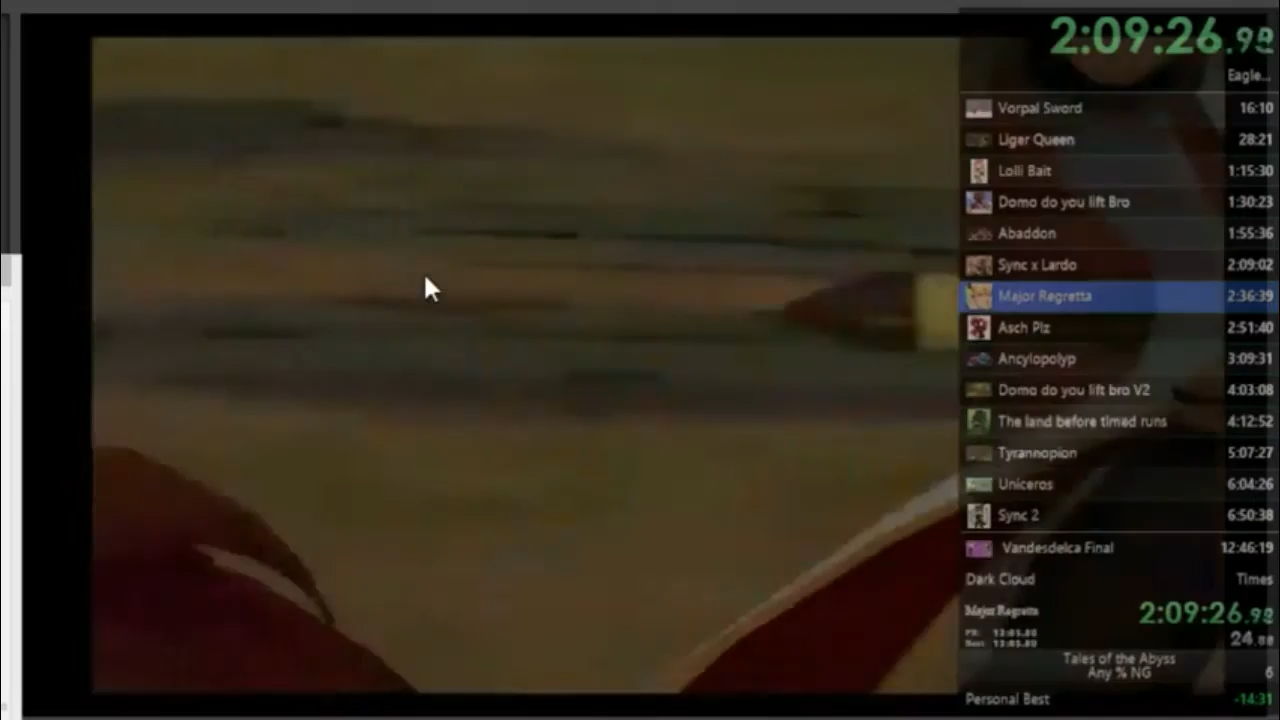 2:09:26.98
Eagle...
Vorpal Sword 16:10
Liger Queen 28:21
Lolli Bait 1:15:30
Domo do you lift Bro 1:30:23
Abaddon 1:55:36
Sync x Lardo 2:09:02
Major Regretta 2:36:39
Asch Plz 2:51:40
Ancylopolyp 3:09:31
Domo do you lift bro V2 4:03:08
The land before timed runs 4:12:52
Tyrannopion 5:07:27
Uniceros 6:04:26
Sync 2 6:50:38
Vandesdelca Final 12:46:19
Dark Cloud Times
Major Regretta 2:09:26.98
24.88
Tales of the Abyss
Any % NG 6
Personal Best -14:31